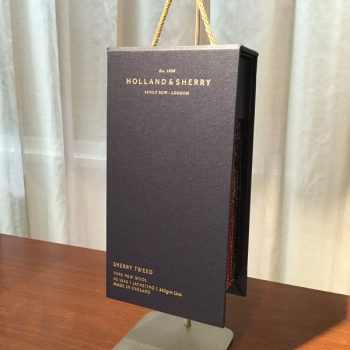 Est. 1836
HOLLAND & SHERRY
SAVILE ROW · LONDON
SHERRY TWEED
PURE NEW WOOL
MADE IN ENGLAND